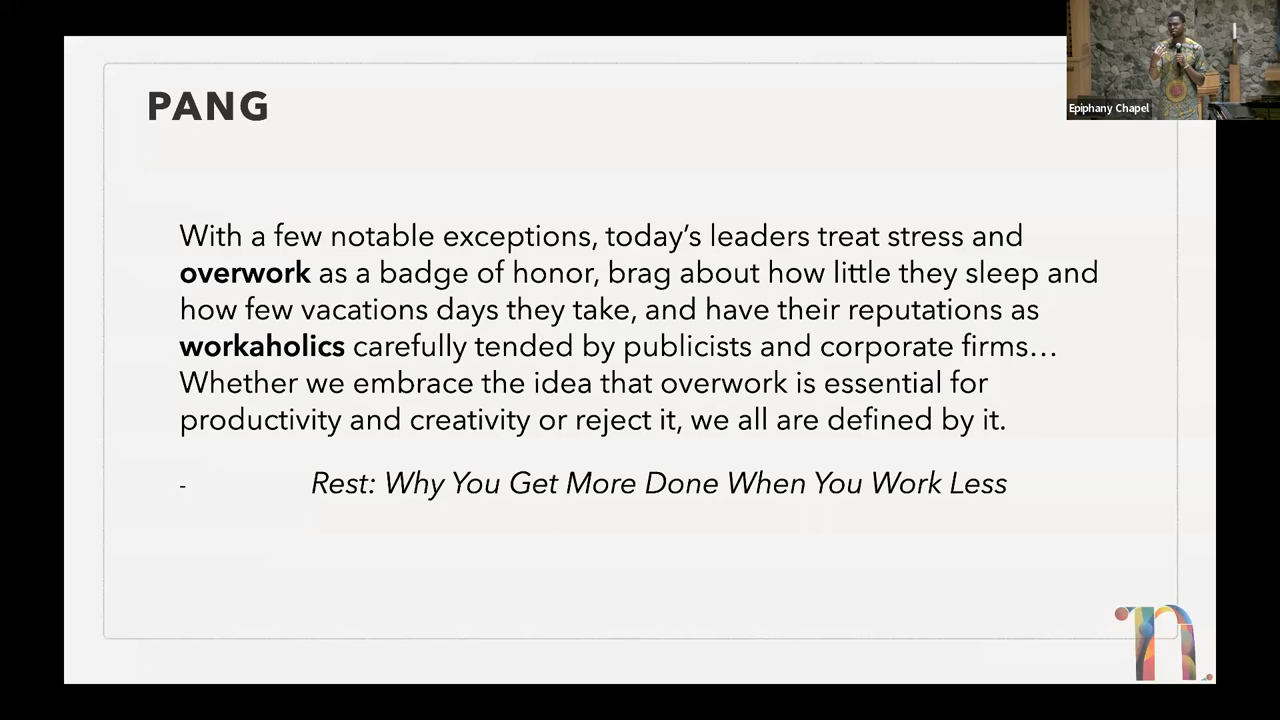 PANG
Epiphany Chapel
With a few notable exceptions, today's leaders treat stress and
overwork as a badge of honor, brag about how little they sleep and
how few vacations days they take, and have their reputations as
workaholics carefully tended by publicists and corporate firms…
Whether we embrace the idea that overwork is essential for
productivity and creativity or reject it, we all are defined by it.
- Rest: Why You Get More Done When You Work Less
n.